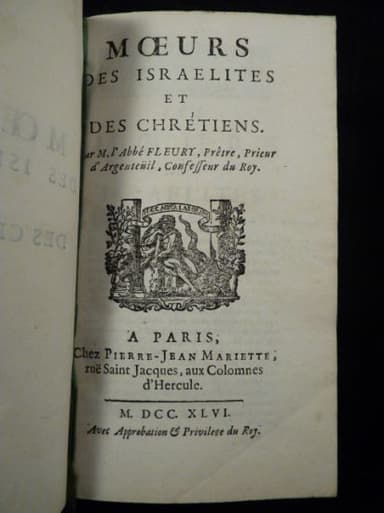 MŒURS
DES ISRAELITES
ET
DES CHRÉTIENS.
Par M. l'Abbé FLEURY, Prêtre, Prieur
d'Argenteüil, Confesseur du Roy.
A PARIS,
Chez PIERRE-JEAN MARIETTE,
ruë Saint Jacques, aux Colomnes
d'Hercule.
M. DCC. XLVI.
Avec Approbation & Privilege du Roy.